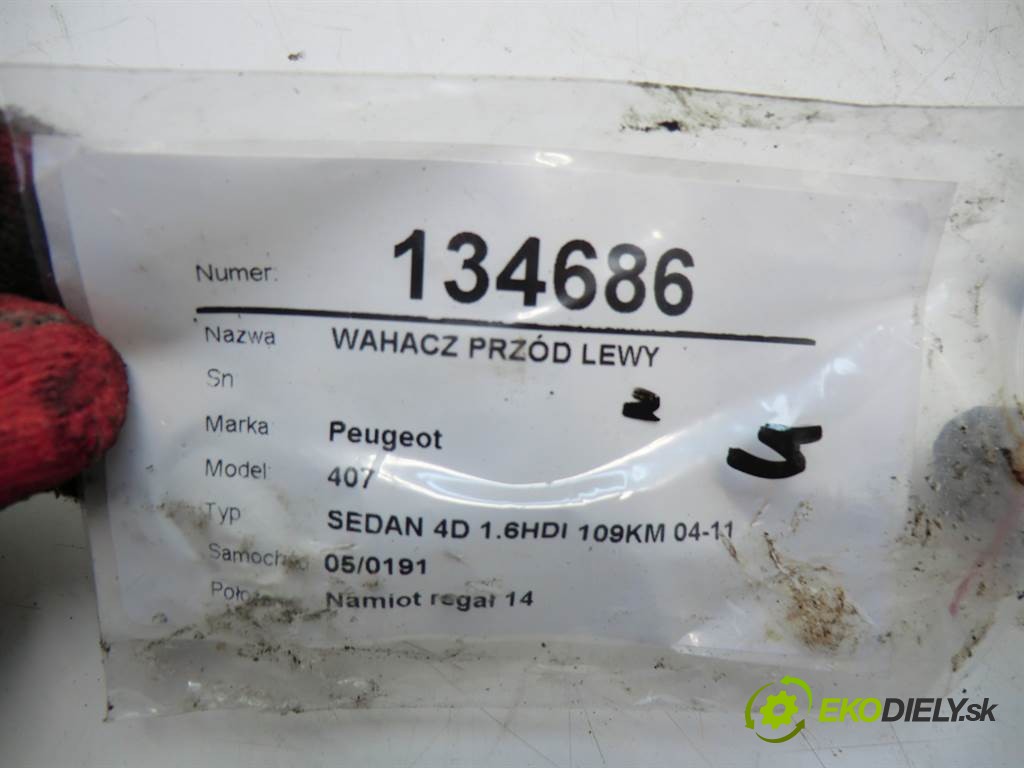 Numer: 134686
Nazwa WAHACZ PRZÓD LEWY
Sn
Marka Peugeot
Model: 407
Typ SEDAN 4D 1.6HDI 109KM 04-11
Samochód 05/0191
Namiot regał 14
EKODIELY.sk